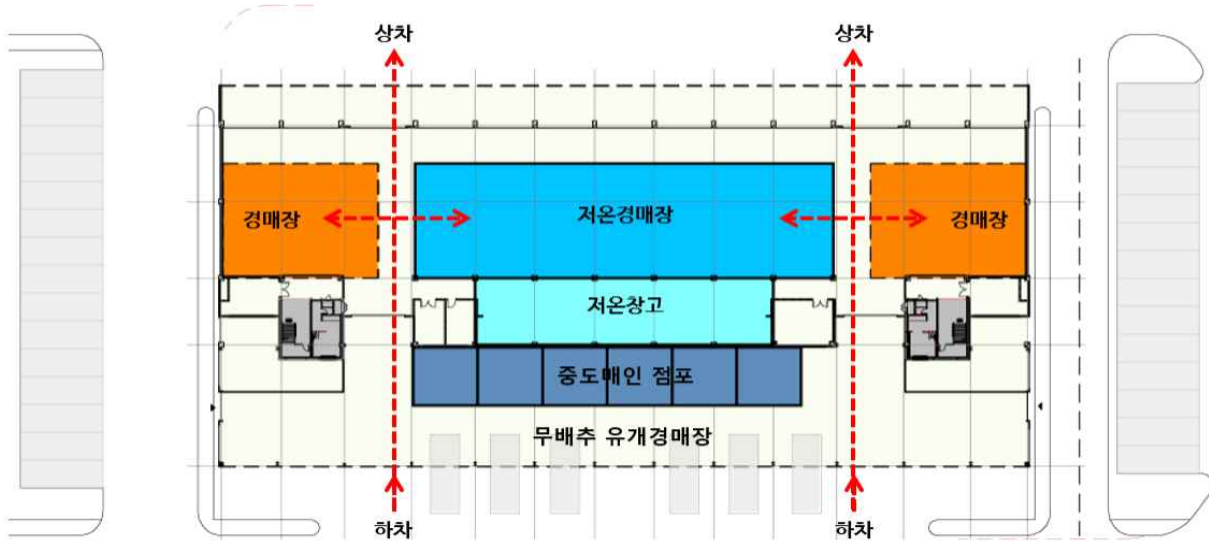 상차
상차
경매장
저온경매장
경매장
저온창고
중도매인 점포
무배추 유개경매장
하차
하차